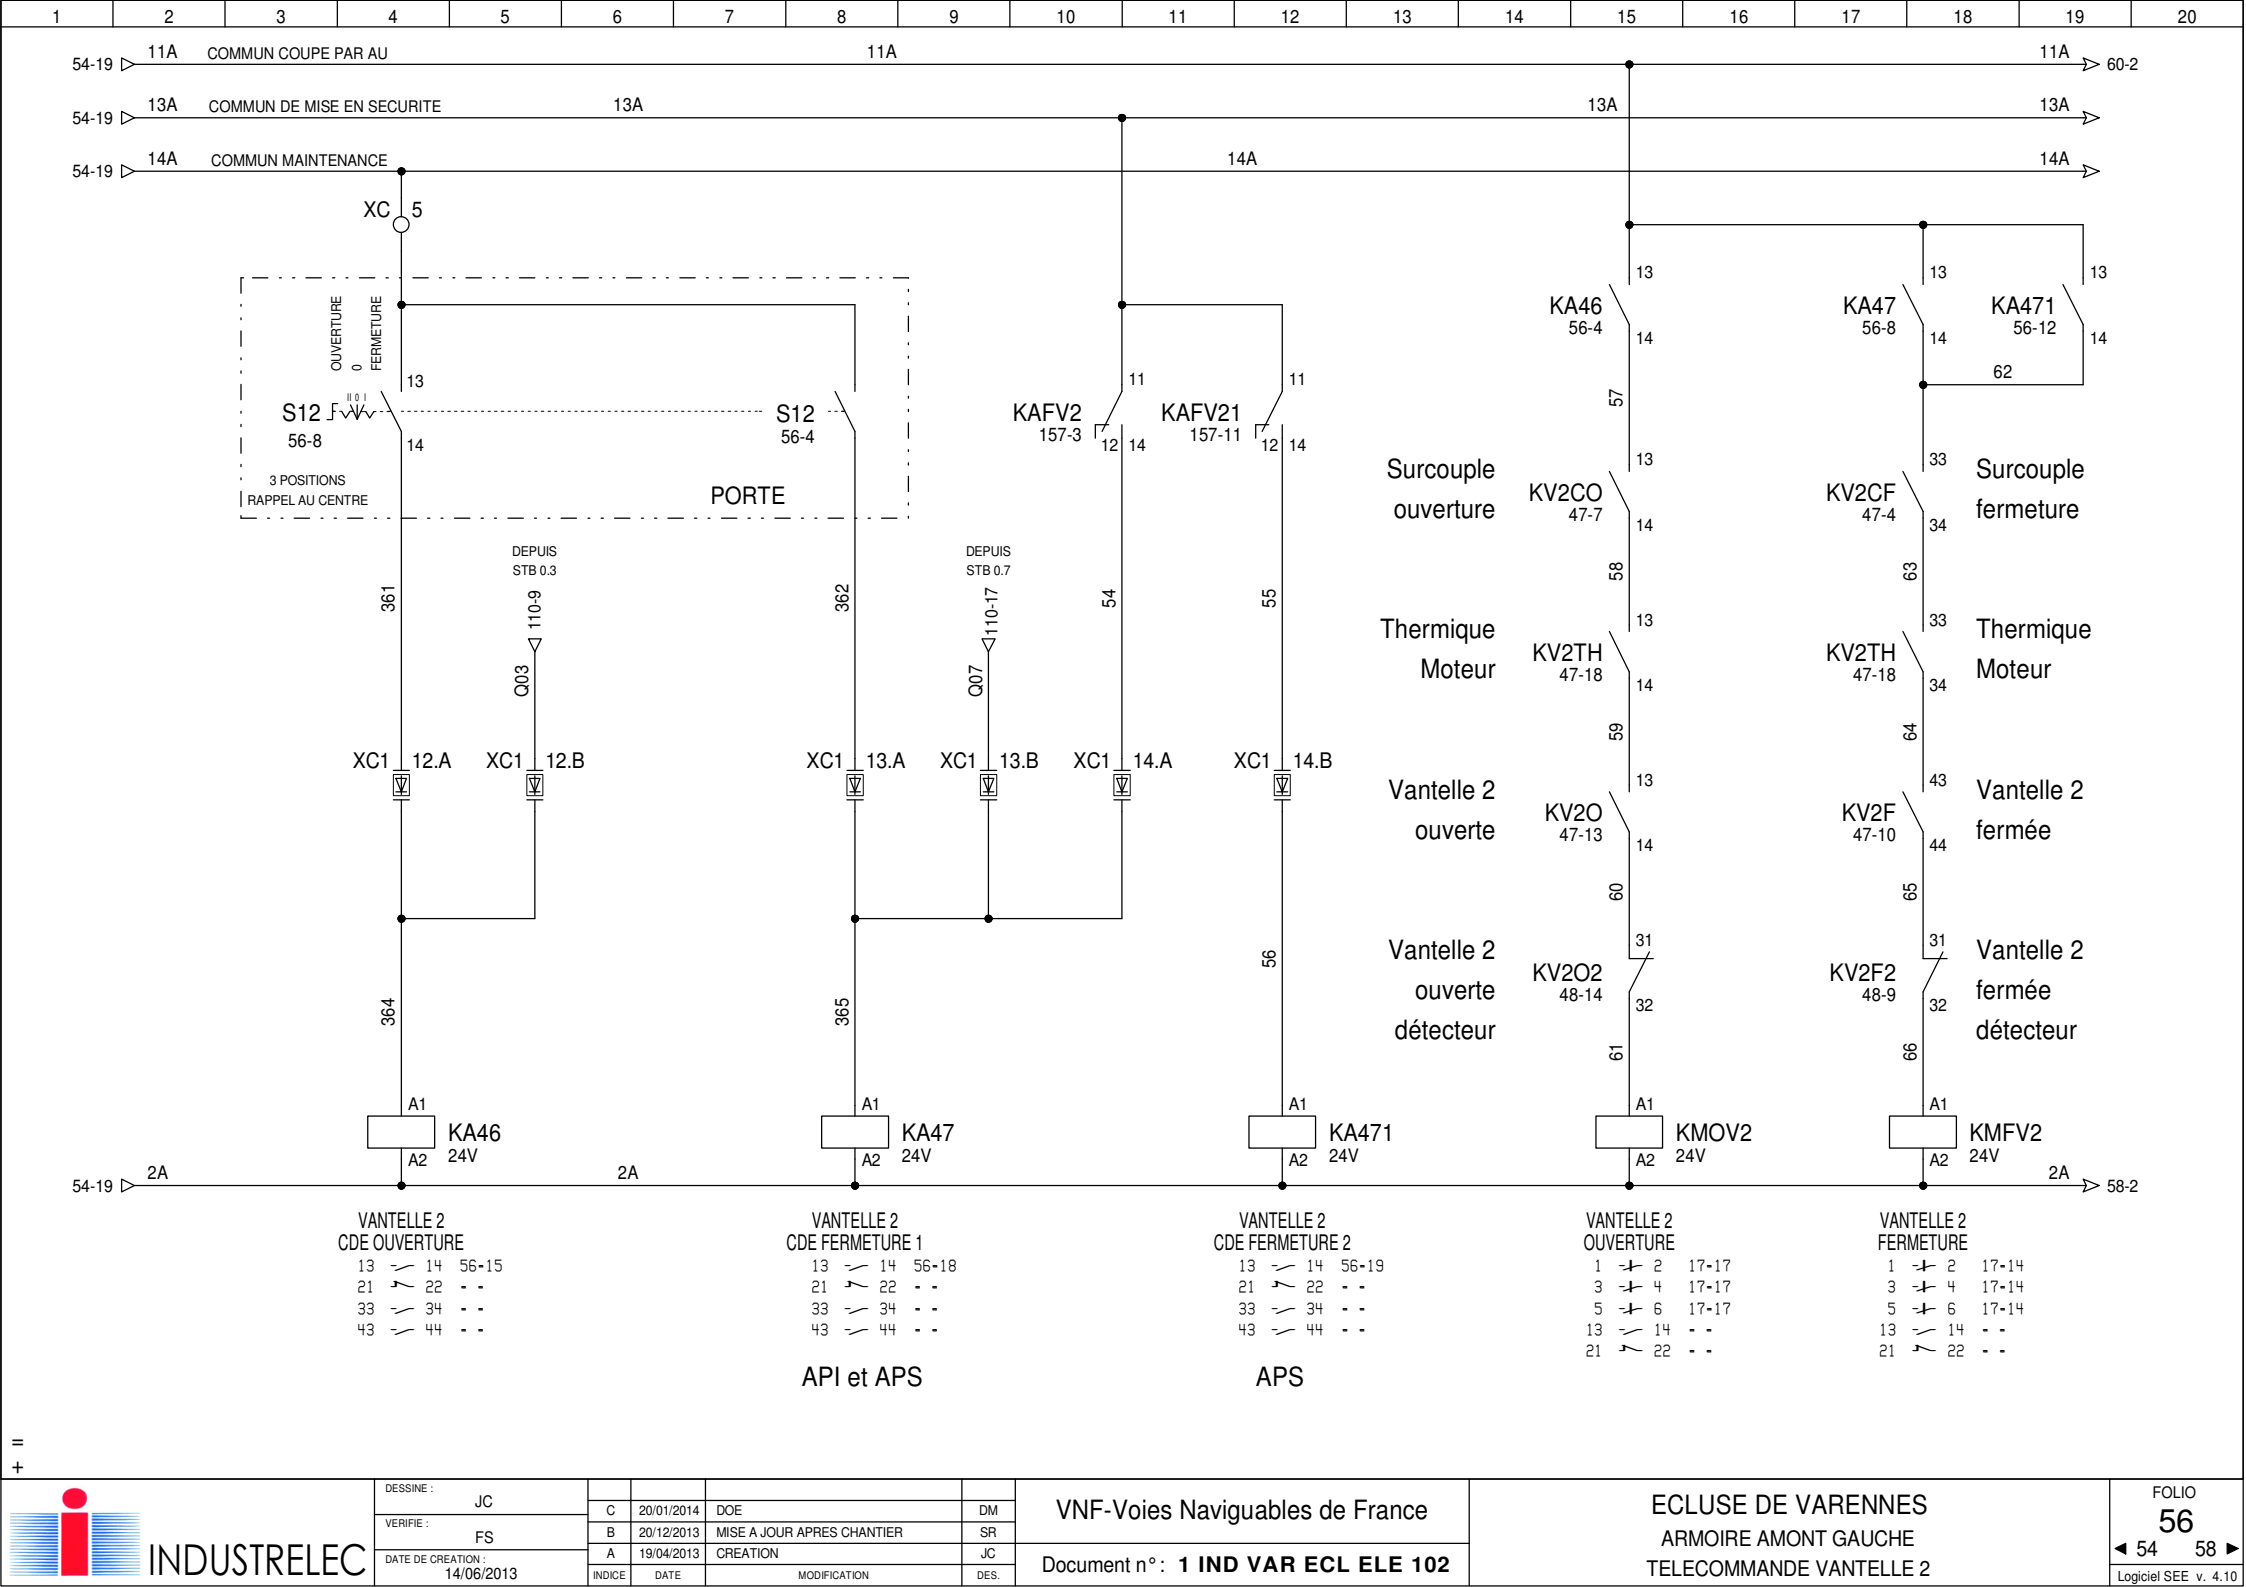 1 2 3 4 5 6 7 8 9 10 11 12 13 14 15 16 17 18 19 20
54-19 11A COMMUN COUPE PAR AU 11A 11A 60-2
54-19 13A COMMUN DE MISE EN SECURITE 13A 13A 13A
54-19 14A COMMUN MAINTENANCE 14A 14A
XC 5
OUVERTURE
0
FERMETURE
II 0 I
S12
56-8
13
14
3 POSITIONS
RAPPEL AU CENTRE
S12
56-4
PORTE
KAFV2
157-3
11
12 14
KAFV21
157-11
11
12 14
KA46
56-4
13
14
KA47
56-8
13
14
KA471
56-12
13
14
57
62
Surcouple
ouverture
KV2CO
47-7
13
14
KV2CF
47-4
33
34
Surcouple
fermeture
361
DEPUIS
STB 0.3
110-9
Q03
362
DEPUIS
STB 0.7
110-17
Q07
54
55
58
63
Thermique
Moteur
KV2TH
47-18
13
14
KV2TH
47-18
33
34
Thermique
Moteur
59
64
XC1 12.A XC1 12.B XC1 13.A XC1 13.B XC1 14.A XC1 14.B
Vantelle 2
ouverte
KV2O
47-13
13
14
KV2F
47-10
43
44
Vantelle 2
fermée
60
65
364
365
56
Vantelle 2
ouverte
détecteur
KV2O2
48-14
31
32
KV2F2
48-9
31
32
Vantelle 2
fermée
détecteur
61
66
A1 A1 A1 A1 A1
KA46 KA47 KA471 KMOV2 KMFV2
A2 24V A2 24V A2 24V A2 24V A2 24V
54-19 2A 2A 2A 58-2
VANTELLE 2
CDE OUVERTURE
13 14 56-15
21 22 - -
33 34 - -
43 44 - -
VANTELLE 2
CDE FERMETURE 1
13 14 56-18
21 22 - -
33 34 - -
43 44 - -
API et APS
VANTELLE 2
CDE FERMETURE 2
13 14 56-19
21 22 - -
33 34 - -
43 44 - -
APS
VANTELLE 2
OUVERTURE
1 2 17-17
3 4 17-17
5 6 17-17
13 14 - -
21 22 - -
VANTELLE 2
FERMETURE
1 2 17-14
3 4 17-14
5 6 17-14
13 14 - -
21 22 - -
=
+
INDUSTRELEC
DESSINE :
JC
VERIFIE :
FS
DATE DE CREATION :
14/06/2013
C 20/01/2014 DOE DM
B 20/12/2013 MISE A JOUR APRES CHANTIER SR
A 19/04/2013 CREATION JC
INDICE DATE MODIFICATION DES.
VNF-Voies Naviguables de France
Document n° : 1 IND VAR ECL ELE 102
ECLUSE DE VARENNES
ARMOIRE AMONT GAUCHE
TELECOMMANDE VANTELLE 2
FOLIO
56
54 58
Logiciel SEE v. 4.10